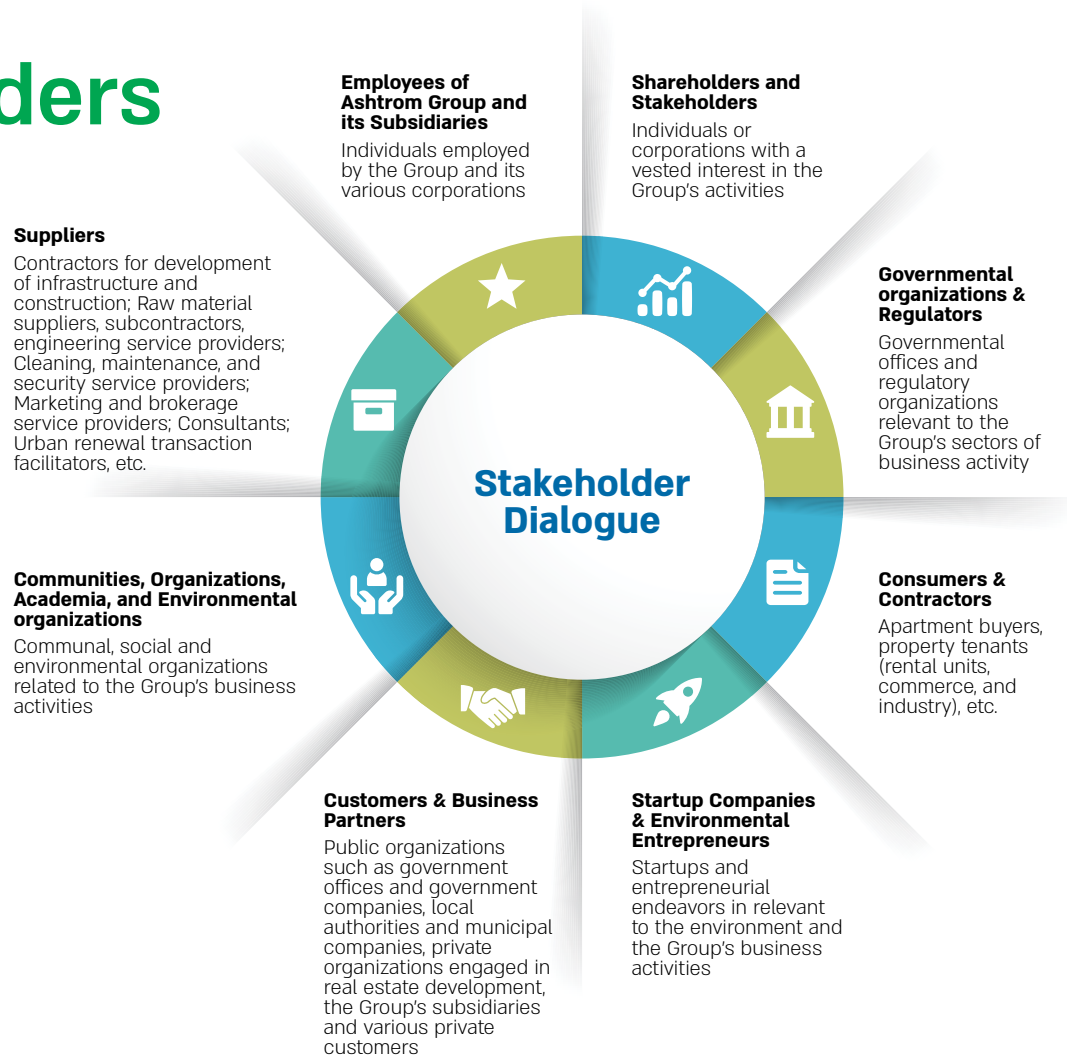 ders
Employees of
Ashtrom Group and
its Subsidiaries
Individuals employed
by the Group and its
various corporations
Shareholders and
Stakeholders
Individuals or
corporations with a
vested interest in the
Group's activities
Suppliers
Contractors for development
of infrastructure and
construction; Raw material
suppliers, subcontractors,
engineering service providers;
Cleaning, maintenance, and
security service providers;
Marketing and brokerage
service providers; Consultants;
Urban renewal transaction
facilitators, etc.
Governmental
organizations &
Regulators
Governmental
offices and
regulatory
organizations
relevant to the
Group's sectors of
business activity
Stakeholder
Dialogue
Communities, Organizations,
Academia, and Environmental
organizations
Communal, social and
environmental organizations
related to the Group's business
activities
Consumers &
Contractors
Apartment buyers,
property tenants
(rental units,
commerce, and
industry), etc.
Customers & Business
Partners
Public organizations
such as government
offices and government
companies, local
authorities and municipal
companies, private
organizations engaged in
real estate development,
the Group's subsidiaries
and various private
customers
Startup Companies
& Environmental
Entrepreneurs
Startups and
entrepreneurial
endeavors in relevant
to the environment and
the Group's business
activities